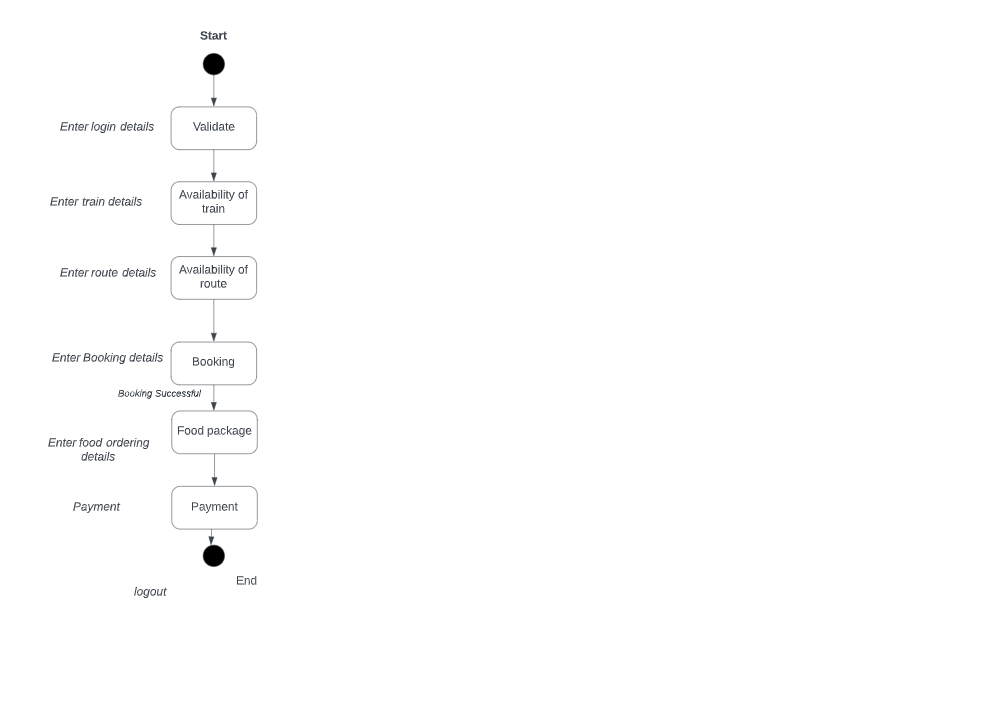 Start
Enter login details
Validate
Enter train details
Availability of
train
Enter route details
Availability of
route
Enter Booking details
Booking
Booking Successful
Food package
Enter food ordering
details
Payment
Payment
End
logout